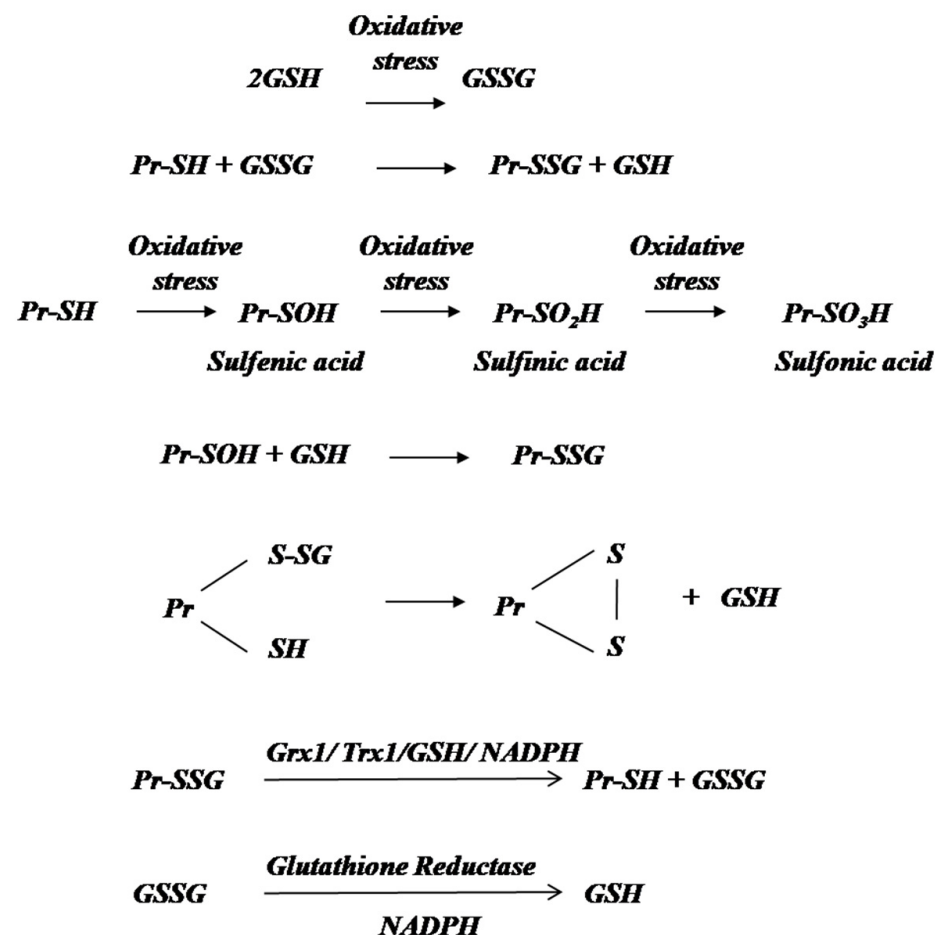 Oxidative
stress
2GSH → GSSG
Pr-SH + GSSG → Pr-SSG + GSH
Oxidative Oxidative Oxidative
stress stress stress
Pr-SH → Pr-SOH → Pr-SO₂H → Pr-SO₃H
Sulfenic acid Sulfinic acid Sulfonic acid
Pr-SOH + GSH → Pr-SSG
S-SG S
Pr → Pr + GSH
SH S
Grx1/ Trx1/GSH/ NADPH
Pr-SSG → Pr-SH + GSSG
Glutathione Reductase
GSSG → GSH
NADPH